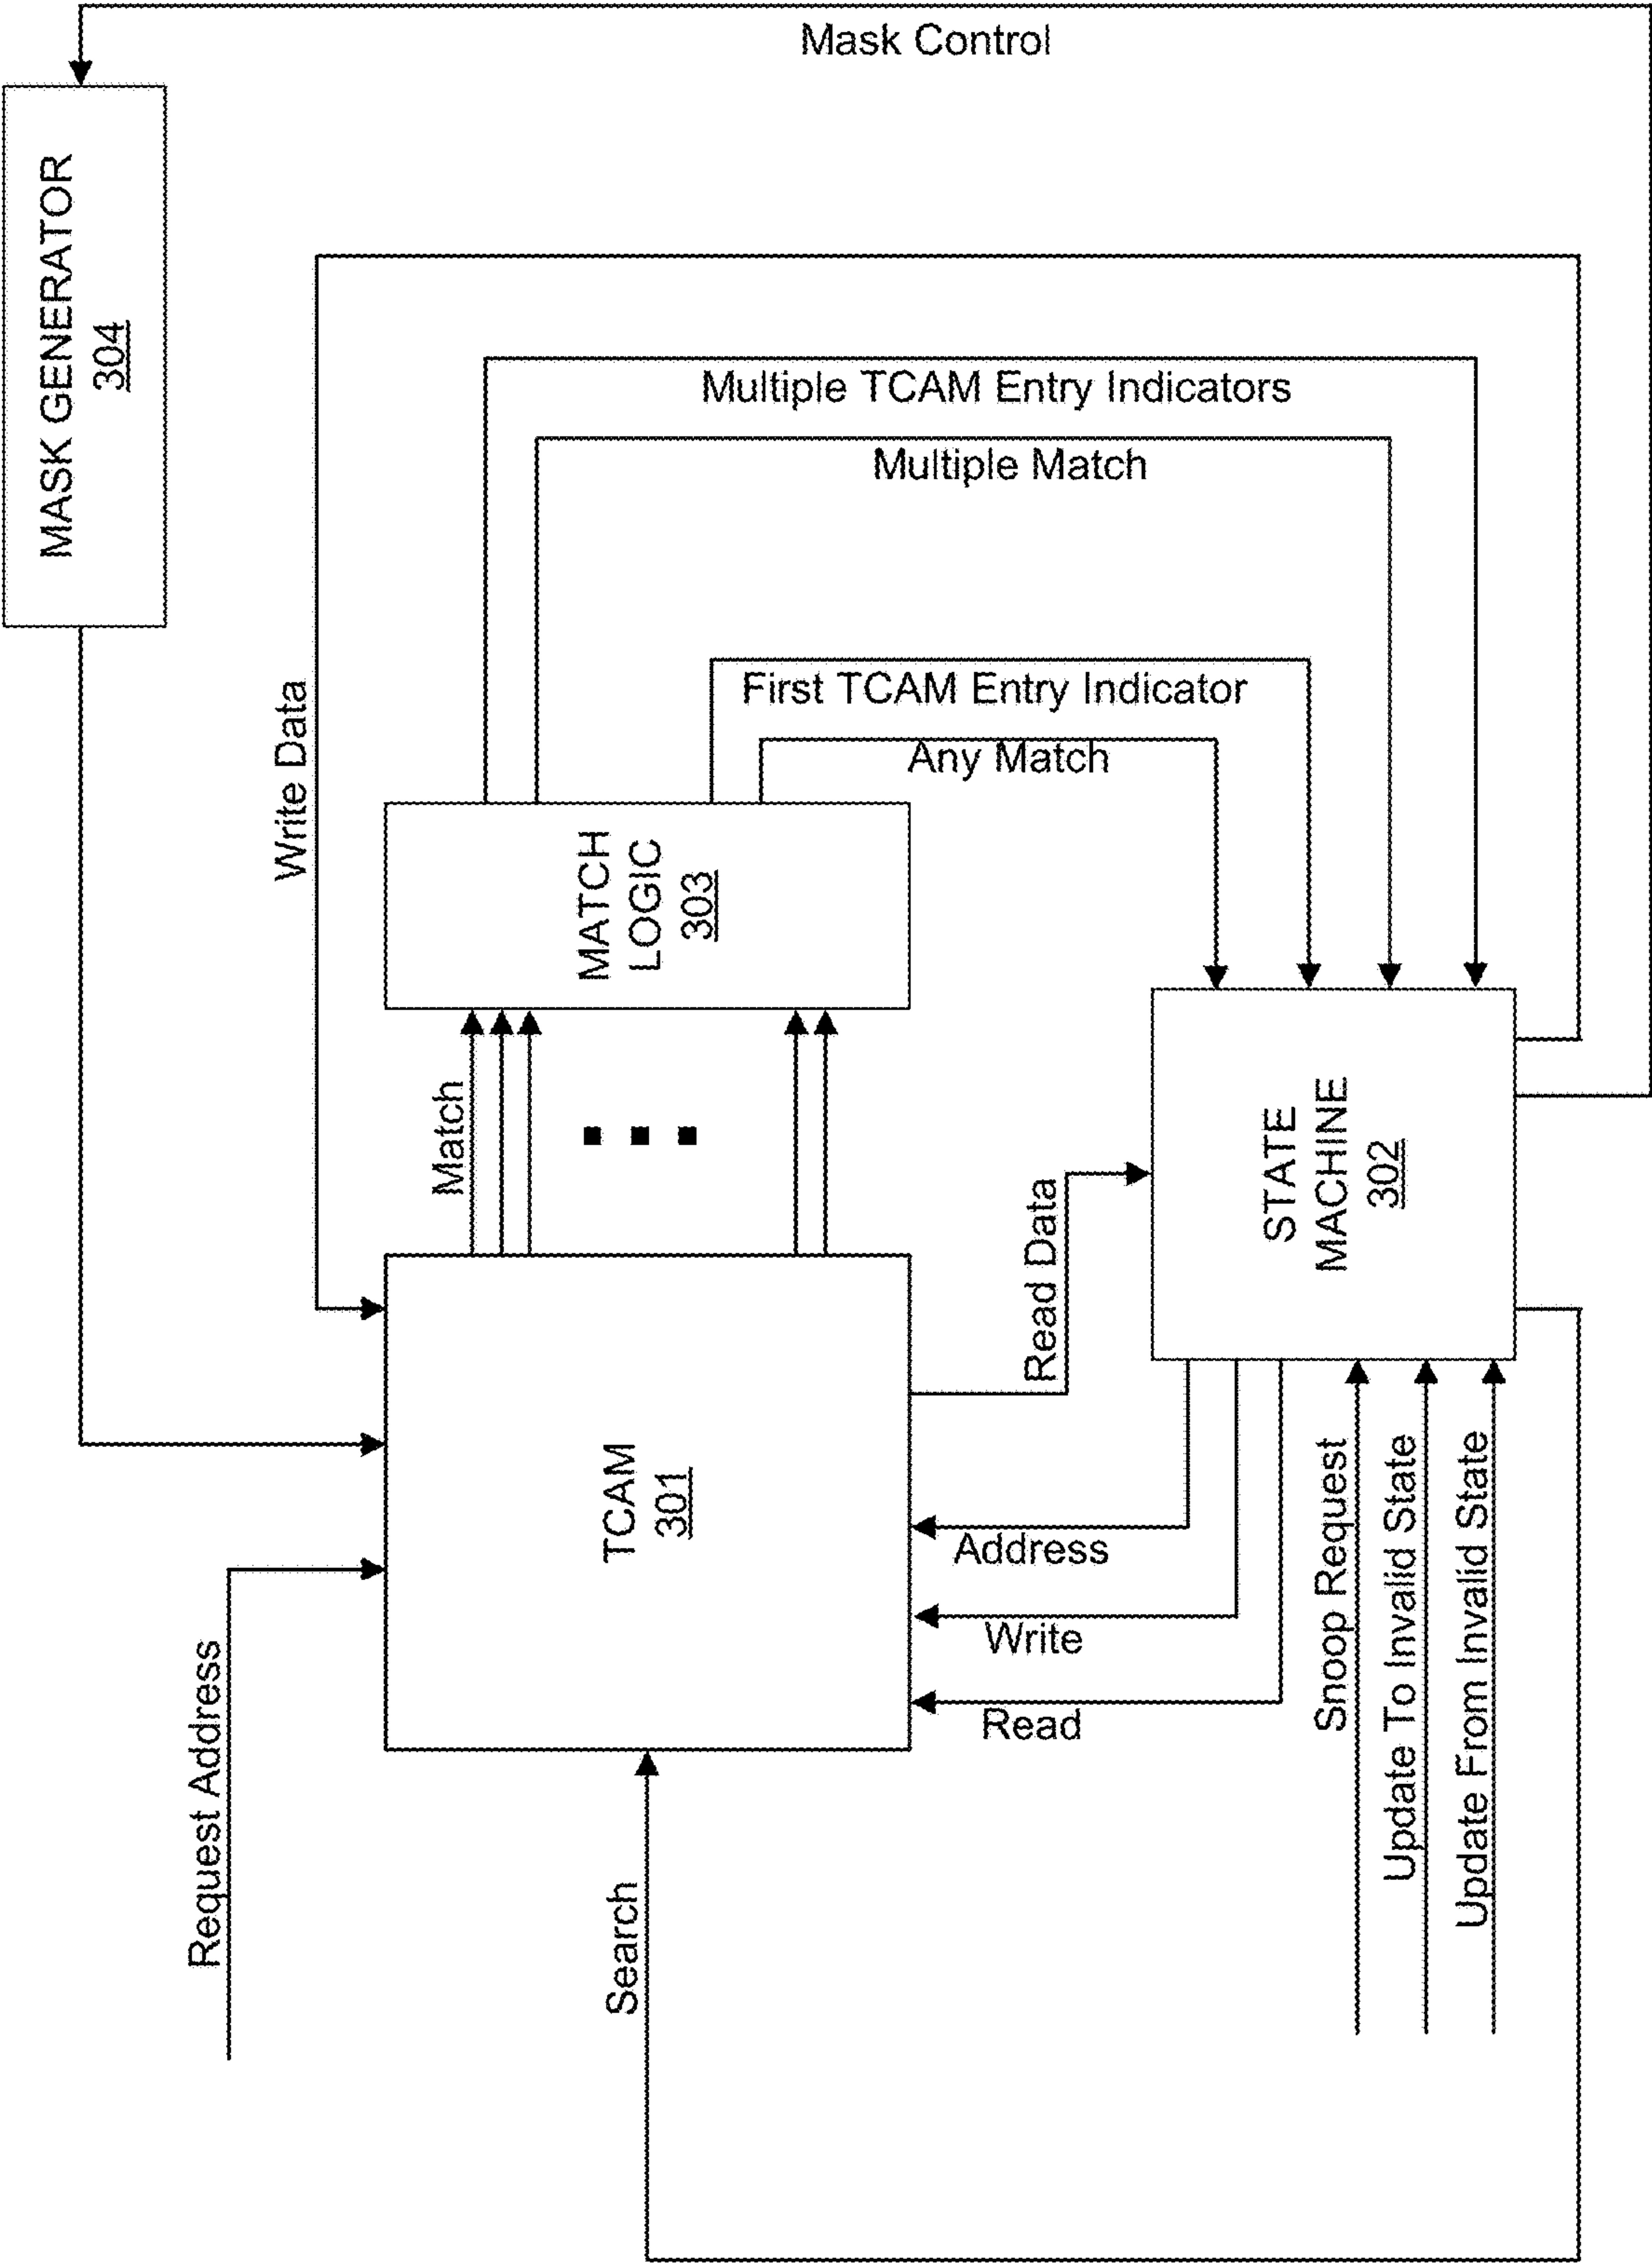 Mask Control
MASK GENERATOR
304
Multiple TCAM Entry Indicators
Multiple Match
First TCAM Entry Indicator
Any Match
Write Data
MATCH
LOGIC
303
Match
Read Data
STATE
MACHINE
302
TCAM
301
Address
Write
Read
Snoop Request
Update To Invalid State
Update From Invalid State
Request Address
Search